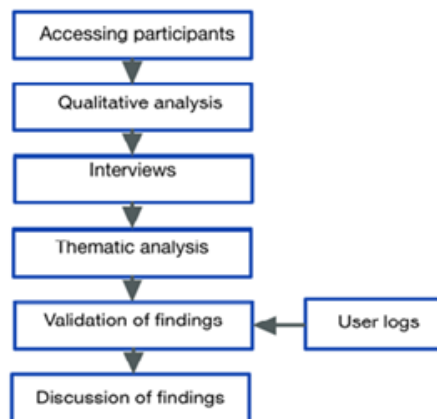 Accessing participants
Qualitative analysis
Interviews
Thematic analysis
Validation of findings
User logs
Discussion of findings